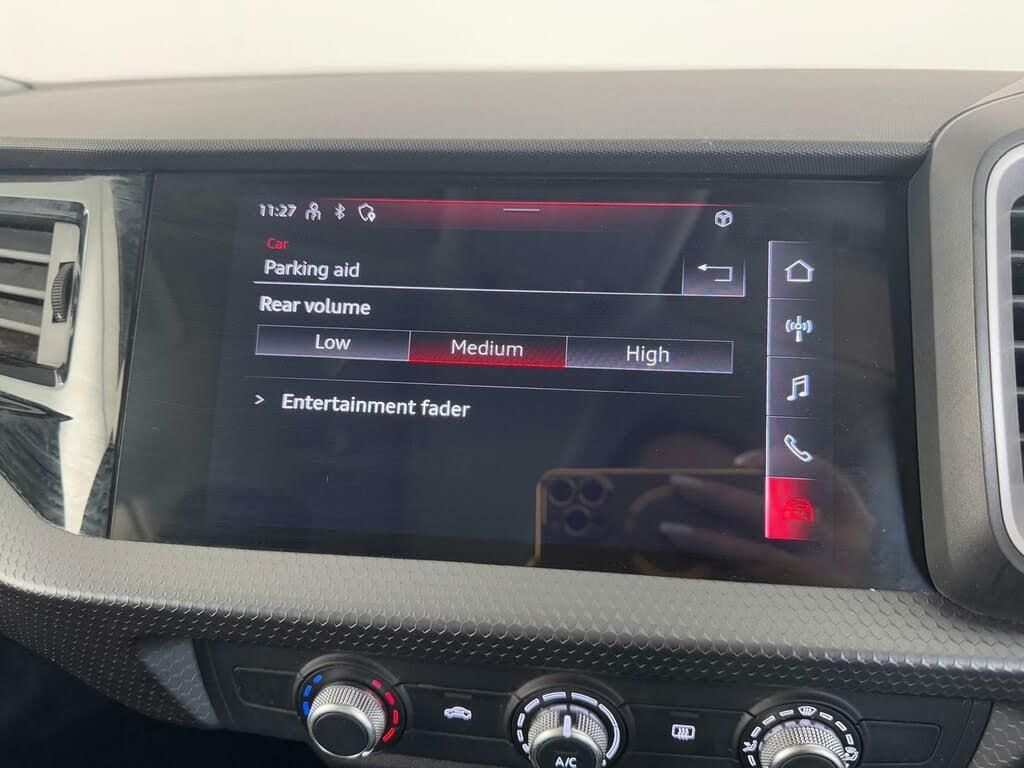 11:27
Car
Parking aid
Rear volume
Low Medium High
> Entertainment fader
A/C